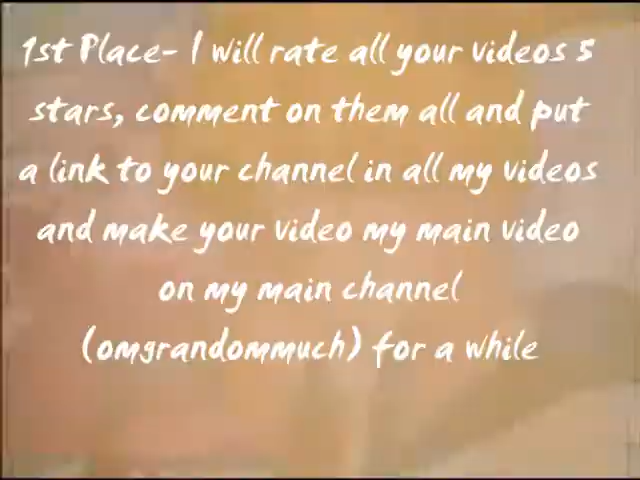 1st Place- I will rate all your videos 5
stars, comment on them all and put
a link to your channel in all my videos
and make your video my main video
on my main channel
(omgrandommuch) for a while